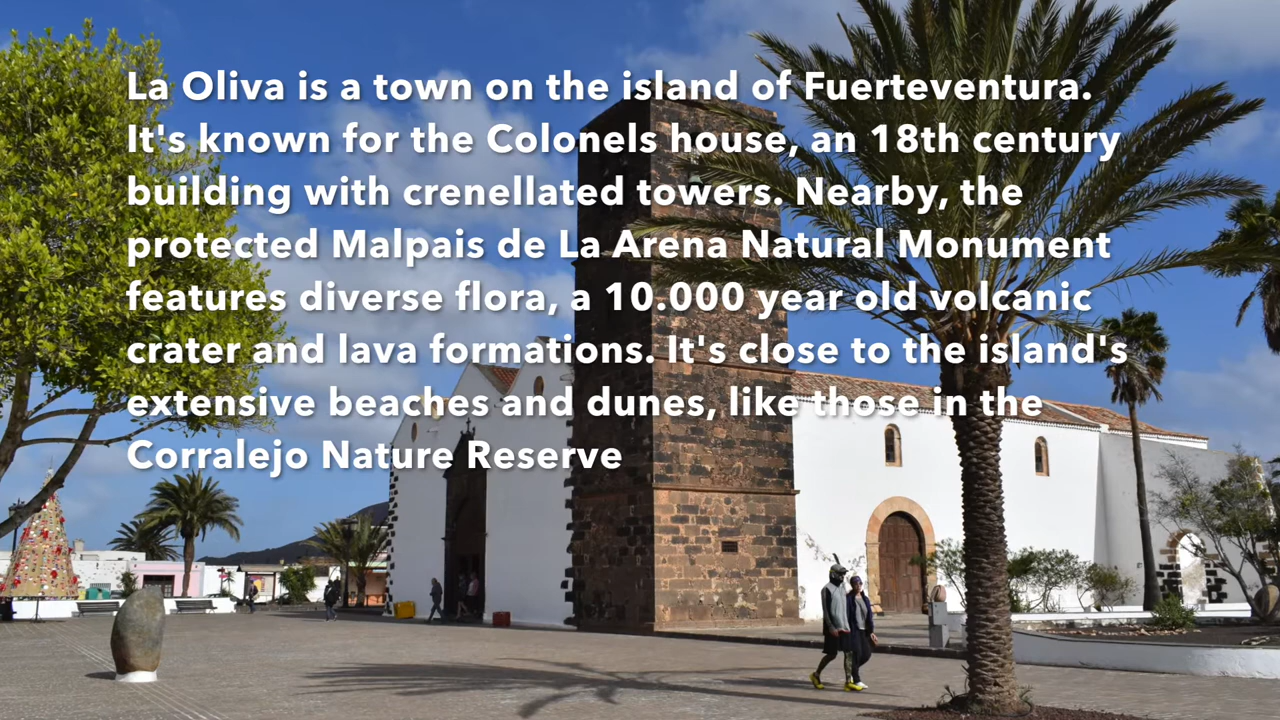 La Oliva is a town on the island of Fuerteventura.
It's known for the Colonels house, an 18th century
building with crenellated towers. Nearby, the
protected Malpais de La Arena Natural Monument
features diverse flora, a 10.000 year old volcanic
crater and lava formations. It's close to the island's
extensive beaches and dunes, like those in the
Corralejo Nature Reserve